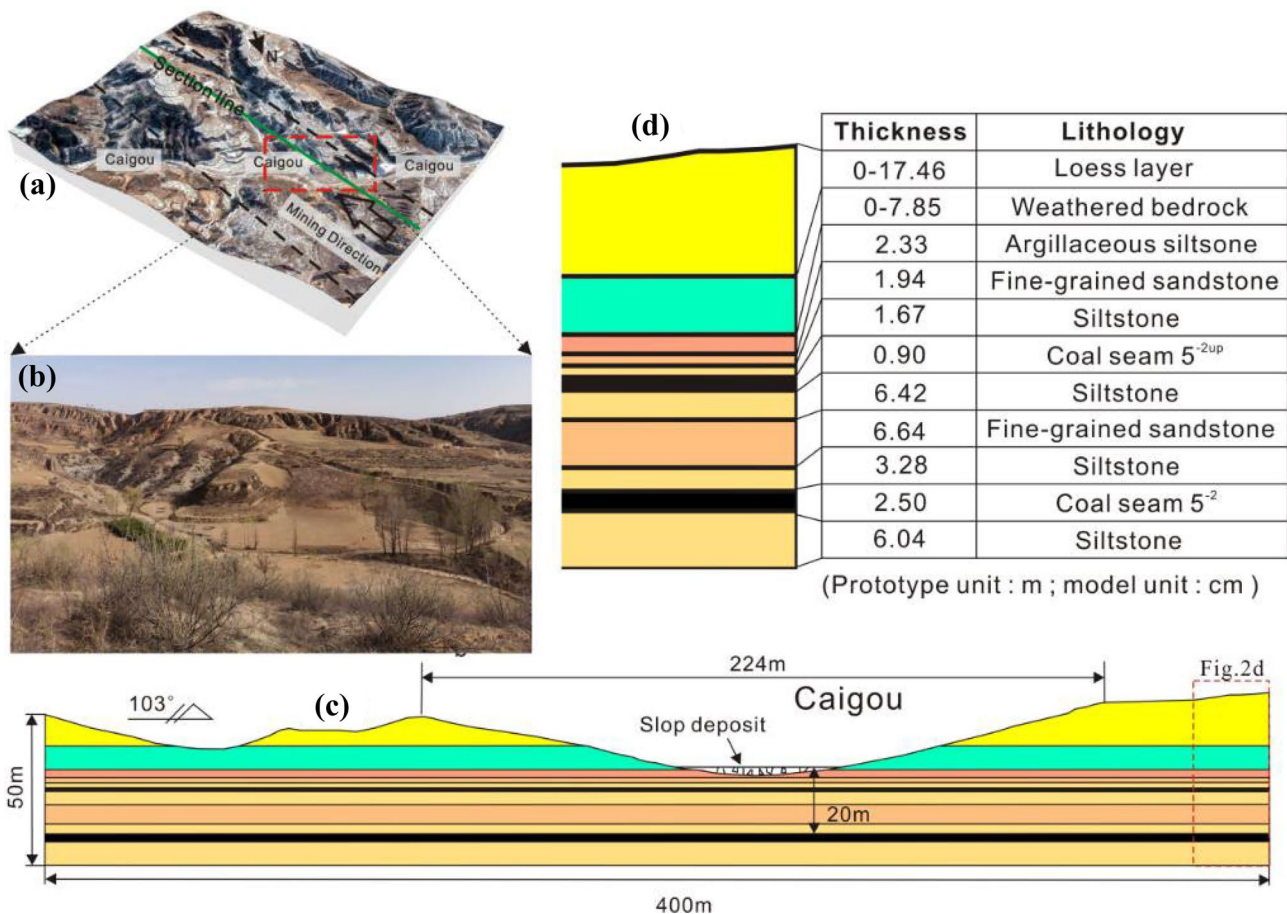 (a)
N
Section line
Caigou
Caigou
Caigou
Mining Direction
(b)
(d)
Thickness Lithology
0-17.46 Loess layer
0-7.85 Weathered bedrock
2.33 Argillaceous siltsone
1.94 Fine-grained sandstone
1.67 Siltstone
0.90 Coal seam 5⁻²ᵘᵖ
6.42 Siltstone
6.64 Fine-grained sandstone
3.28 Siltstone
2.50 Coal seam 5⁻²
6.04 Siltstone
(Prototype unit : m ; model unit : cm )
(c)
103°
224m
Caigou
Slop deposit
Fig.2d
50m
20m
400m